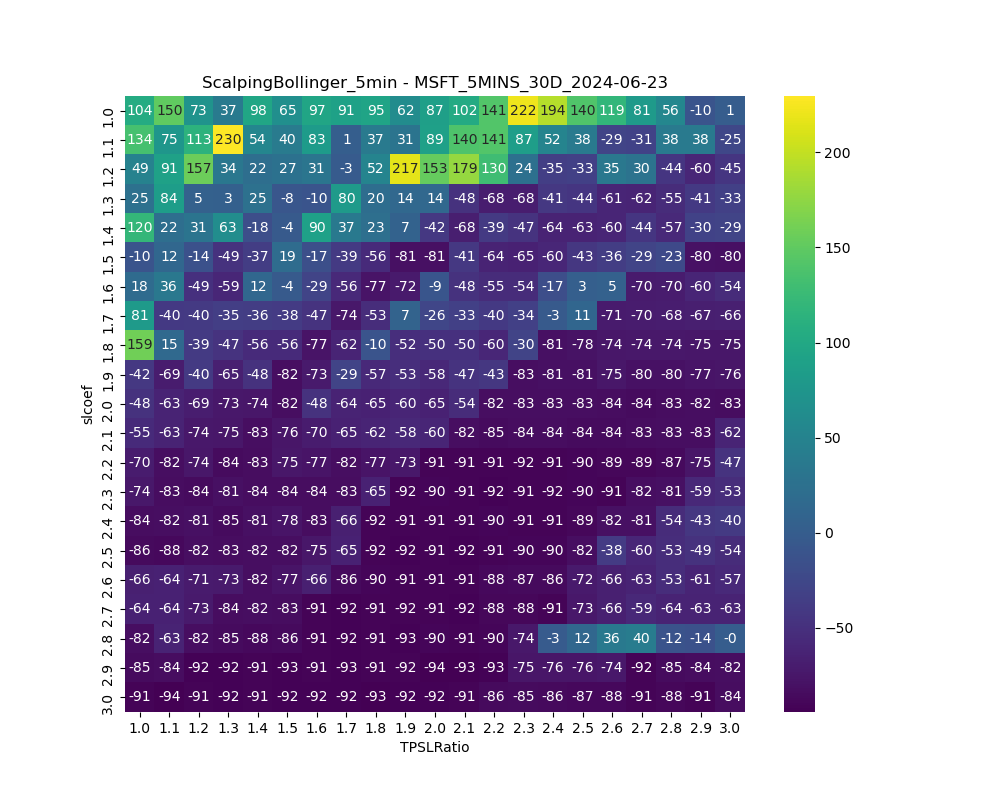 ScalpingBollinger_5min - MSFT_5MINS_30D_2024-06-23
1.0 104 150 73 37 98 65 97 91 95 62 87 102 141 222 194 140 119 81 56 -10 1
1.1 134 75 113 230 54 40 83 1 37 31 89 140 141 87 52 38 -29 -31 38 38 -25
1.2 49 91 157 34 22 27 31 -3 52 217 153 179 130 24 -35 -33 35 30 -44 -60 -45
1.3 25 84 5 3 25 -8 -10 80 20 14 14 -48 -68 -68 -41 -44 -61 -62 -55 -41 -33
1.4 120 22 31 63 -18 -4 90 37 23 7 -42 -68 -39 -47 -64 -63 -60 -44 -57 -30 -29
1.5 -10 12 -14 -49 -37 19 -17 -39 -56 -81 -81 -41 -64 -65 -60 -43 -36 -29 -23 -80 -80
1.6 18 36 -49 -59 12 -4 -29 -56 -77 -72 -9 -48 -55 -54 -17 3 5 -70 -70 -60 -54
1.7 81 -40 -40 -35 -36 -38 -47 -74 -53 7 -26 -33 -40 -34 -3 11 -71 -70 -68 -67 -66
1.8 159 15 -39 -47 -56 -56 -77 -62 -10 -52 -50 -50 -60 -30 -81 -78 -74 -74 -74 -75 -75
1.9 -42 -69 -40 -65 -48 -82 -73 -29 -57 -53 -58 -47 -43 -83 -81 -81 -75 -80 -80 -77 -76
2.0 -48 -63 -69 -73 -74 -82 -48 -64 -65 -60 -65 -54 -82 -83 -83 -83 -84 -84 -83 -82 -83
2.1 -55 -63 -74 -75 -83 -76 -70 -65 -62 -58 -60 -82 -85 -84 -84 -84 -84 -83 -83 -83 -62
2.2 -70 -82 -74 -84 -83 -75 -77 -82 -77 -73 -91 -91 -91 -92 -91 -90 -89 -89 -87 -75 -47
2.3 -74 -83 -84 -81 -84 -84 -84 -83 -65 -92 -90 -91 -92 -91 -92 -90 -91 -82 -81 -59 -53
2.4 -84 -82 -81 -85 -81 -78 -83 -66 -92 -91 -91 -91 -90 -91 -91 -89 -82 -81 -54 -43 -40
2.5 -86 -88 -82 -83 -82 -82 -75 -65 -92 -92 -91 -92 -91 -90 -90 -82 -38 -60 -53 -49 -54
2.6 -66 -64 -71 -73 -82 -77 -66 -86 -90 -91 -91 -91 -88 -87 -86 -72 -66 -63 -53 -61 -57
2.7 -64 -64 -73 -84 -82 -83 -91 -92 -91 -92 -91 -92 -88 -88 -91 -73 -66 -59 -64 -63 -63
2.8 -82 -63 -82 -85 -88 -86 -91 -92 -91 -93 -90 -91 -90 -74 -3 12 36 40 -12 -14 -0
2.9 -85 -84 -92 -92 -91 -93 -91 -93 -91 -92 -94 -93 -93 -75 -76 -76 -74 -92 -85 -84 -82
3.0 -91 -94 -91 -92 -91 -92 -92 -92 -93 -92 -92 -91 -86 -85 -86 -87 -88 -91 -88 -91 -84
1.0 1.1 1.2 1.3 1.4 1.5 1.6 1.7 1.8 1.9 2.0 2.1 2.2 2.3 2.4 2.5 2.6 2.7 2.8 2.9 3.0
TPSLRatio
slcoef
200
150
100
50
0
−50